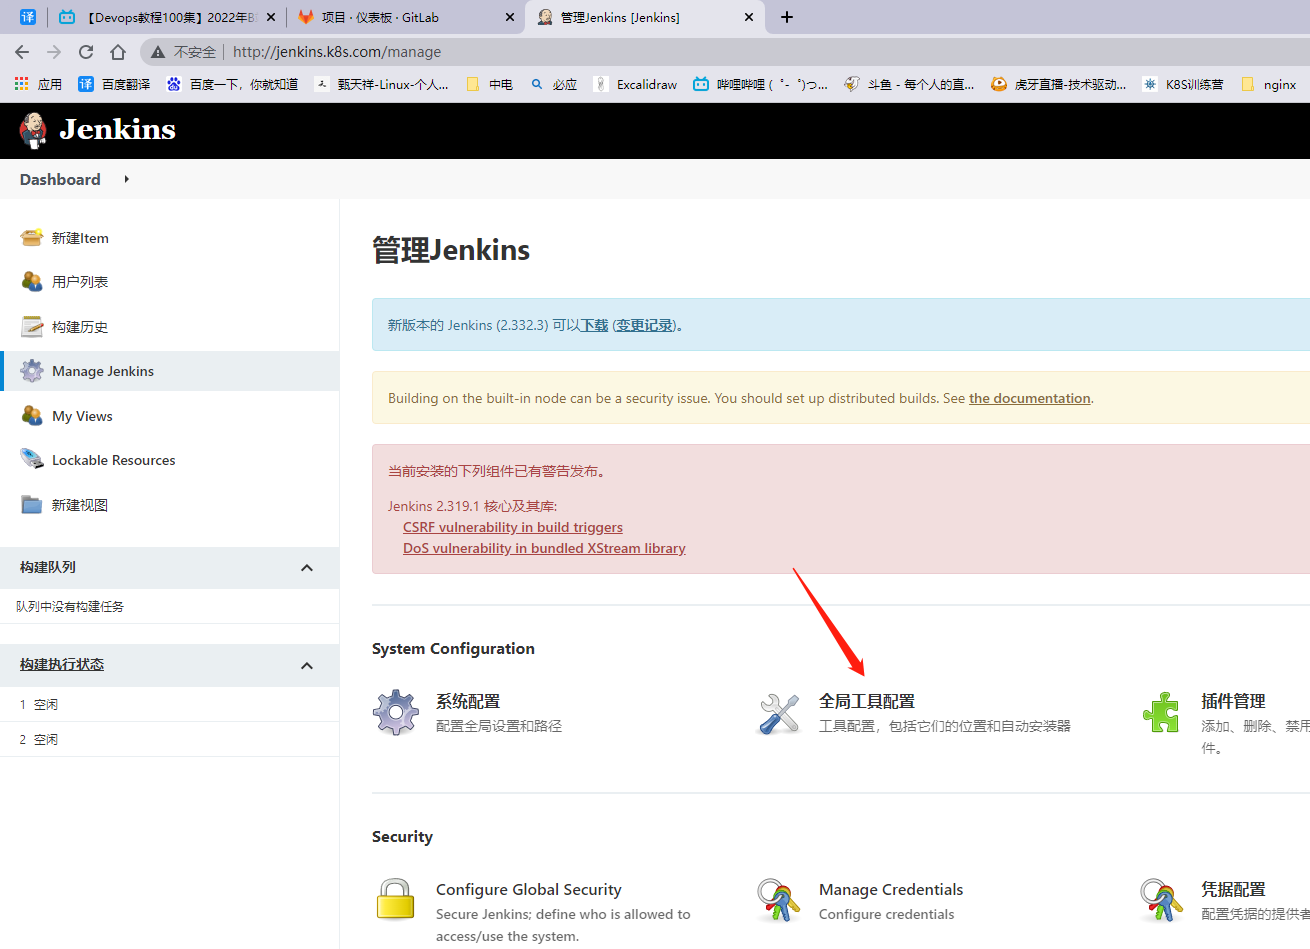 译
【Devops教程100集】2022年B
项目 · 仪表板 · GitLab
管理Jenkins [Jenkins]
不安全
http://jenkins.k8s.com/manage
应用
译
百度翻译
百度一下，你就知道
甄天祥-Linux-个人...
中电
必应
Excalidraw
哔哩哔哩 (゜-゜)つ...
斗鱼 - 每个人的直...
虎牙直播-技术驱动...
K8S训练营
nginx
Jenkins
Dashboard
新建Item
用户列表
构建历史
Manage Jenkins
My Views
Lockable Resources
新建视图
构建队列
队列中没有构建任务
构建执行状态
1 空闲
2 空闲
管理Jenkins
新版本的 Jenkins (2.332.3) 可以下载 (变更记录)。
Building on the built-in node can be a security issue. You should set up distributed builds. See the documentation.
当前安装的下列组件已有警告发布。
Jenkins 2.319.1 核心及其库:
CSRF vulnerability in build triggers
DoS vulnerability in bundled XStream library
System Configuration
系统配置
配置全局设置和路径
全局工具配置
工具配置，包括它们的位置和自动安装器
插件管理
添加、删除、禁用
件。
Security
Configure Global Security
Secure Jenkins; define who is allowed to
access/use the system.
Manage Credentials
Configure credentials
凭据配置
配置凭据的提供者